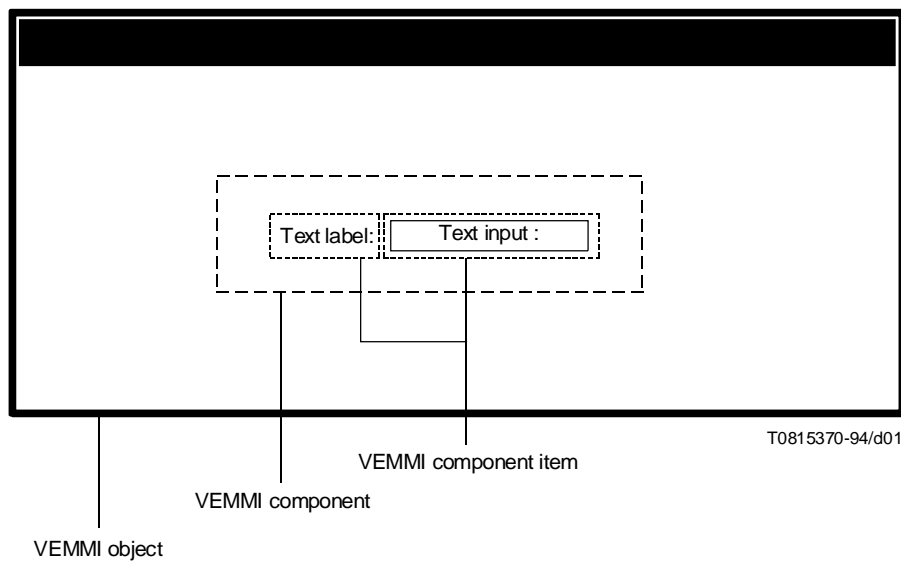 Text label:
Text input :
T0815370-94/d01
VEMMI component item
VEMMI component
VEMMI object